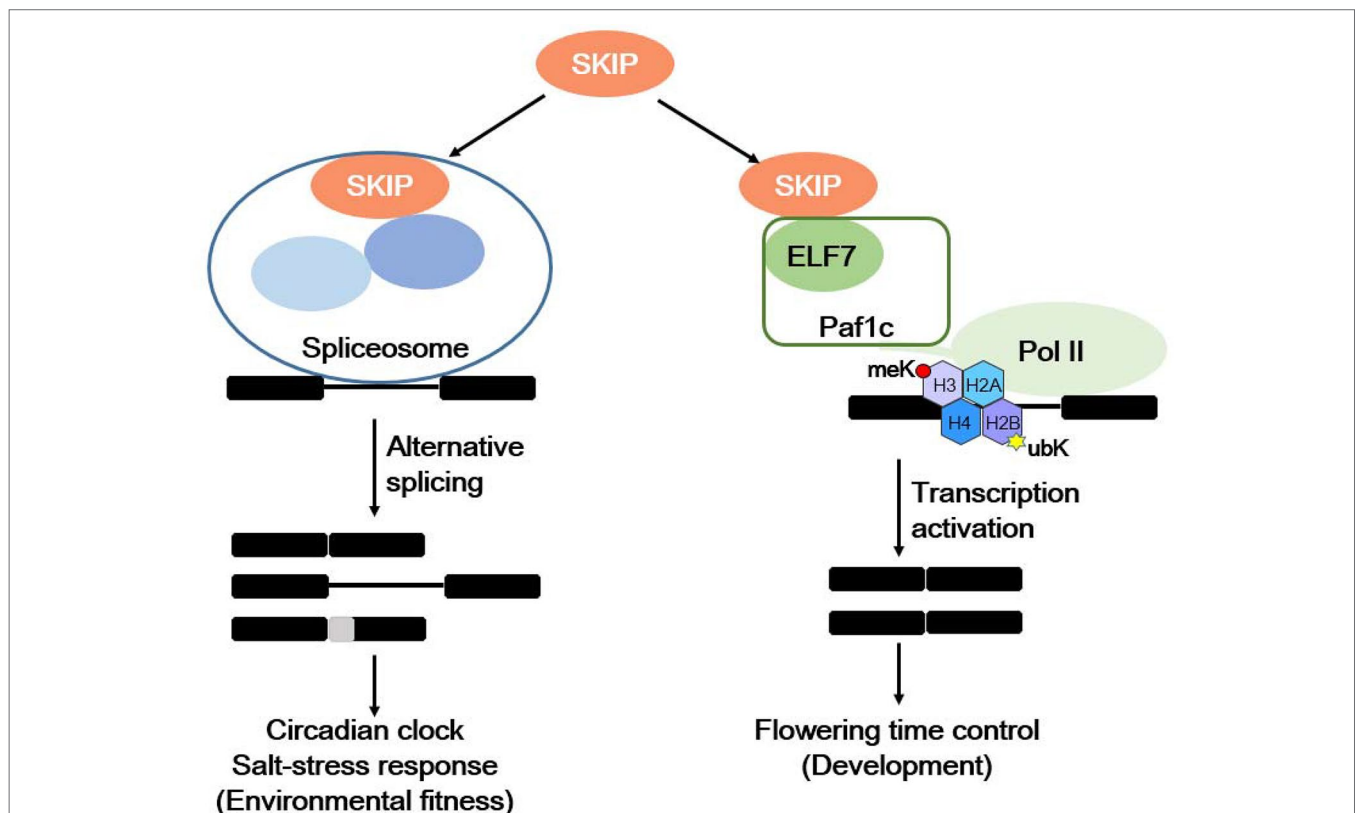 SKIP
SKIP
Spliceosome
Alternative
splicing
Circadian clock
Salt-stress response
(Environmental fitness)
SKIP
ELF7
Paf1c
Pol II
meK
H3
H2A
H4
H2B
ubK
Transcription
activation
Flowering time control
(Development)